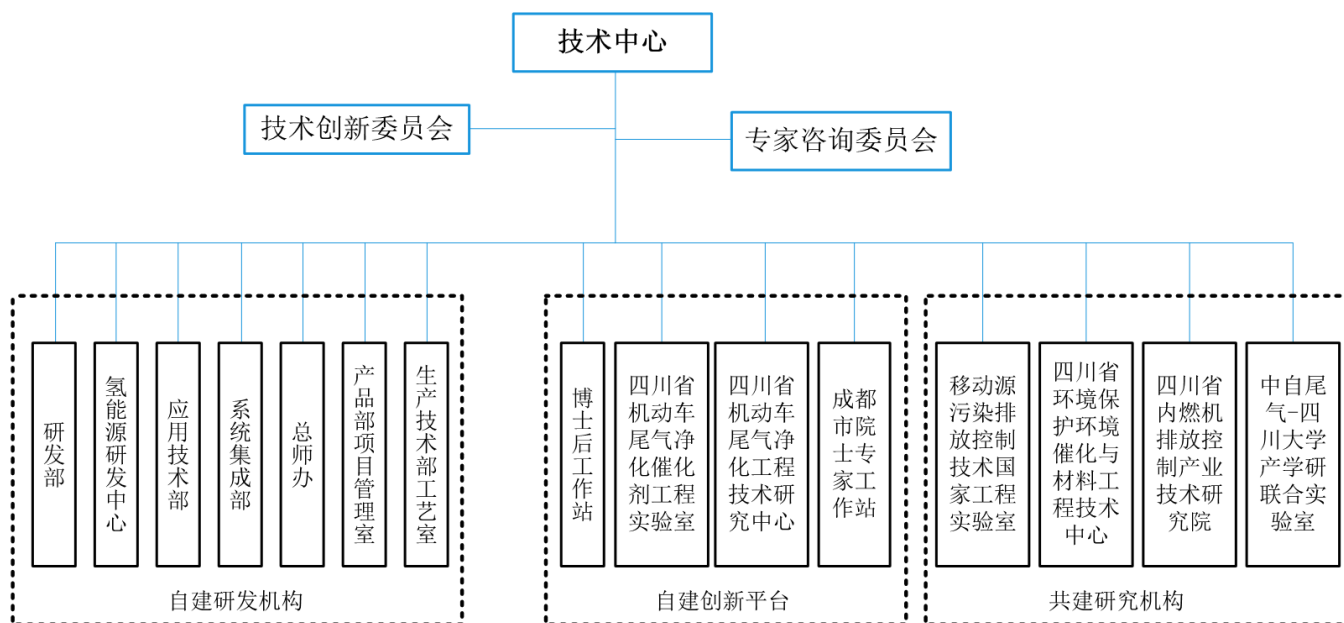 技术中心
技术创新委员会
专家咨询委员会
研发部
氢能源研发中心
应用技术部
系统集成部
总师办
产品部项目管理室
生产技术部工艺室
自建研发机构
博士后工作站
四川省
机动车
尾气净
化催化
剂工程
实验室
四川省
机动车
尾气净
化工程
技术研
究中心
成都
市院
士专
家工
作站
自建创新平台
移动源
污染排
放控制
技术国
家工程
实验室
四川省
环境保
护环境
催化与
材料工
程技术
中心
四川省
内燃机
排放控
制产业
技术研
究院
中自尾
气-四
川大学
产学研
联合实
验室
共建研究机构